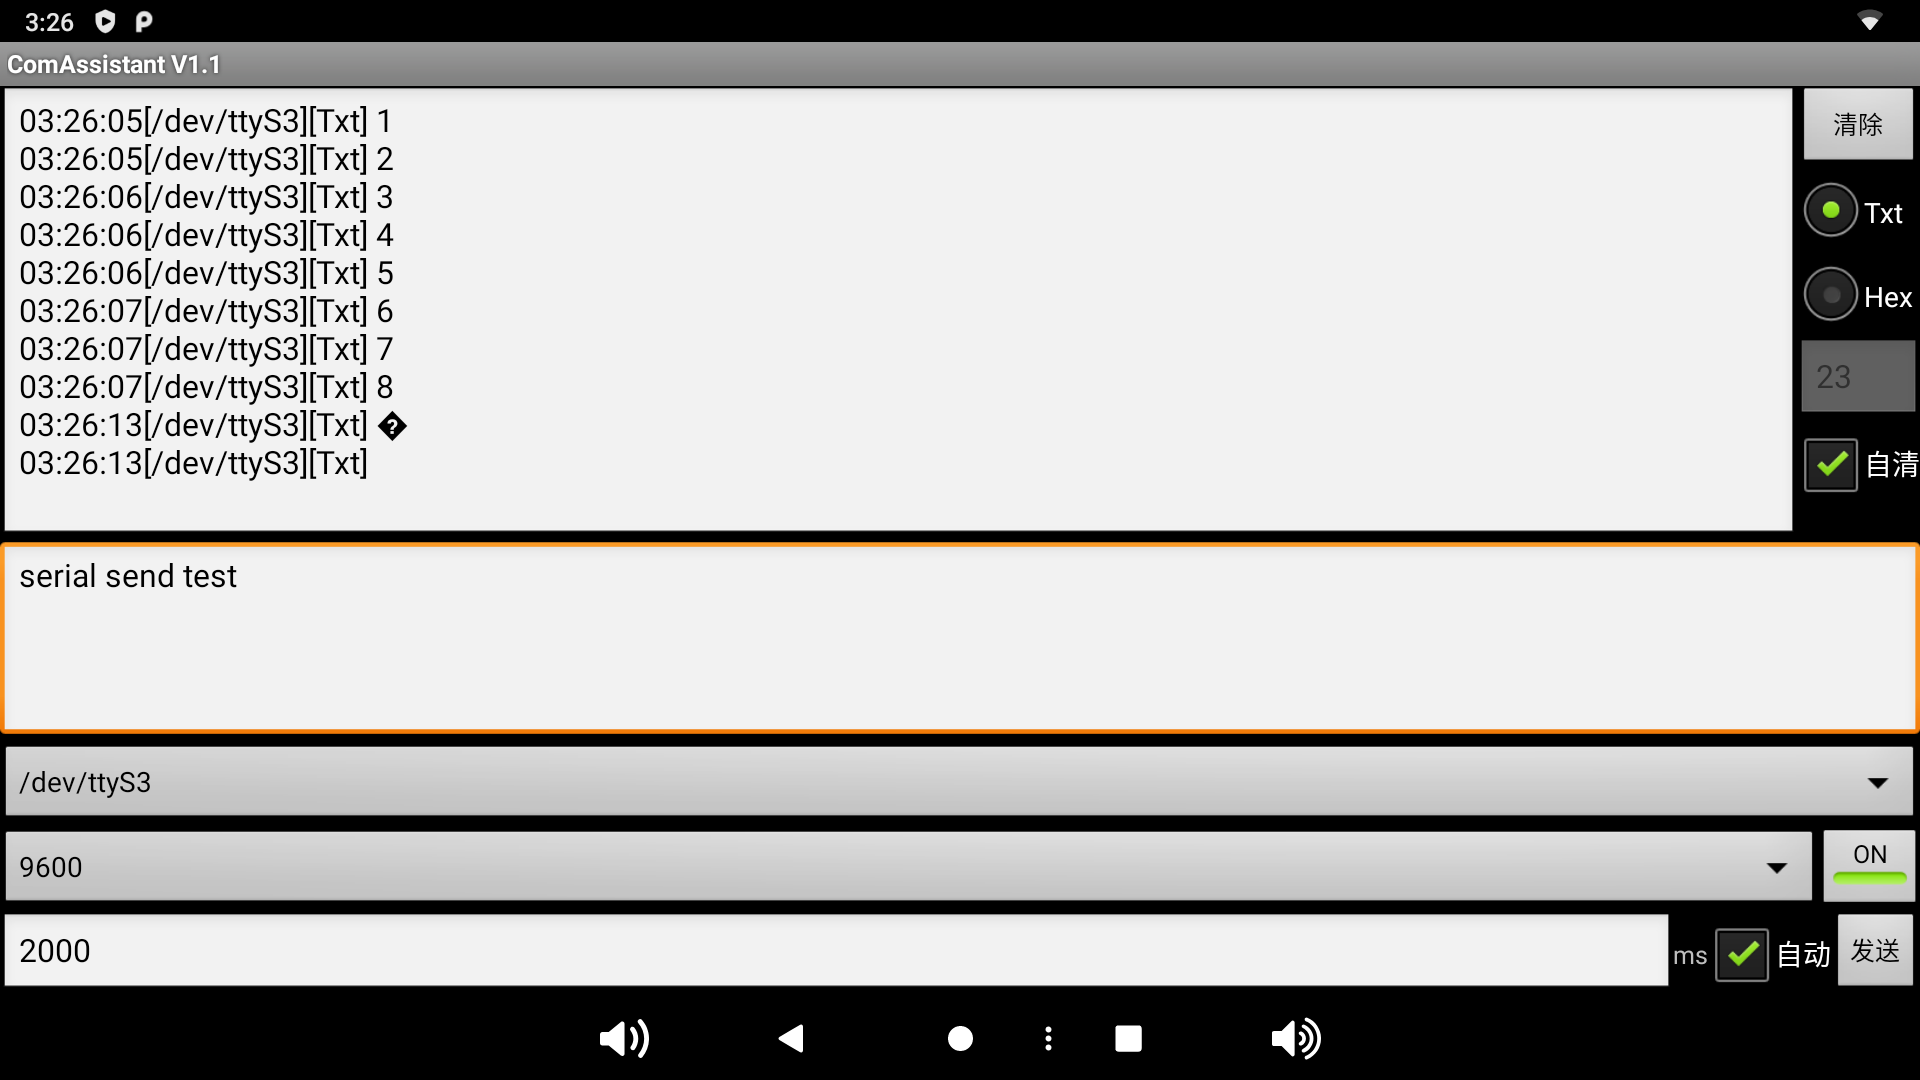 3:26
ComAssistant V1.1
03:26:05[/dev/ttyS3][Txt] 1
03:26:05[/dev/ttyS3][Txt] 2
03:26:06[/dev/ttyS3][Txt] 3
03:26:06[/dev/ttyS3][Txt] 4
03:26:06[/dev/ttyS3][Txt] 5
03:26:07[/dev/ttyS3][Txt] 6
03:26:07[/dev/ttyS3][Txt] 7
03:26:07[/dev/ttyS3][Txt] 8
03:26:13[/dev/ttyS3][Txt] �
03:26:13[/dev/ttyS3][Txt]
清除
Txt
Hex
23
自清
serial send test
/dev/ttyS3
9600
ON
2000
ms
自动
发送